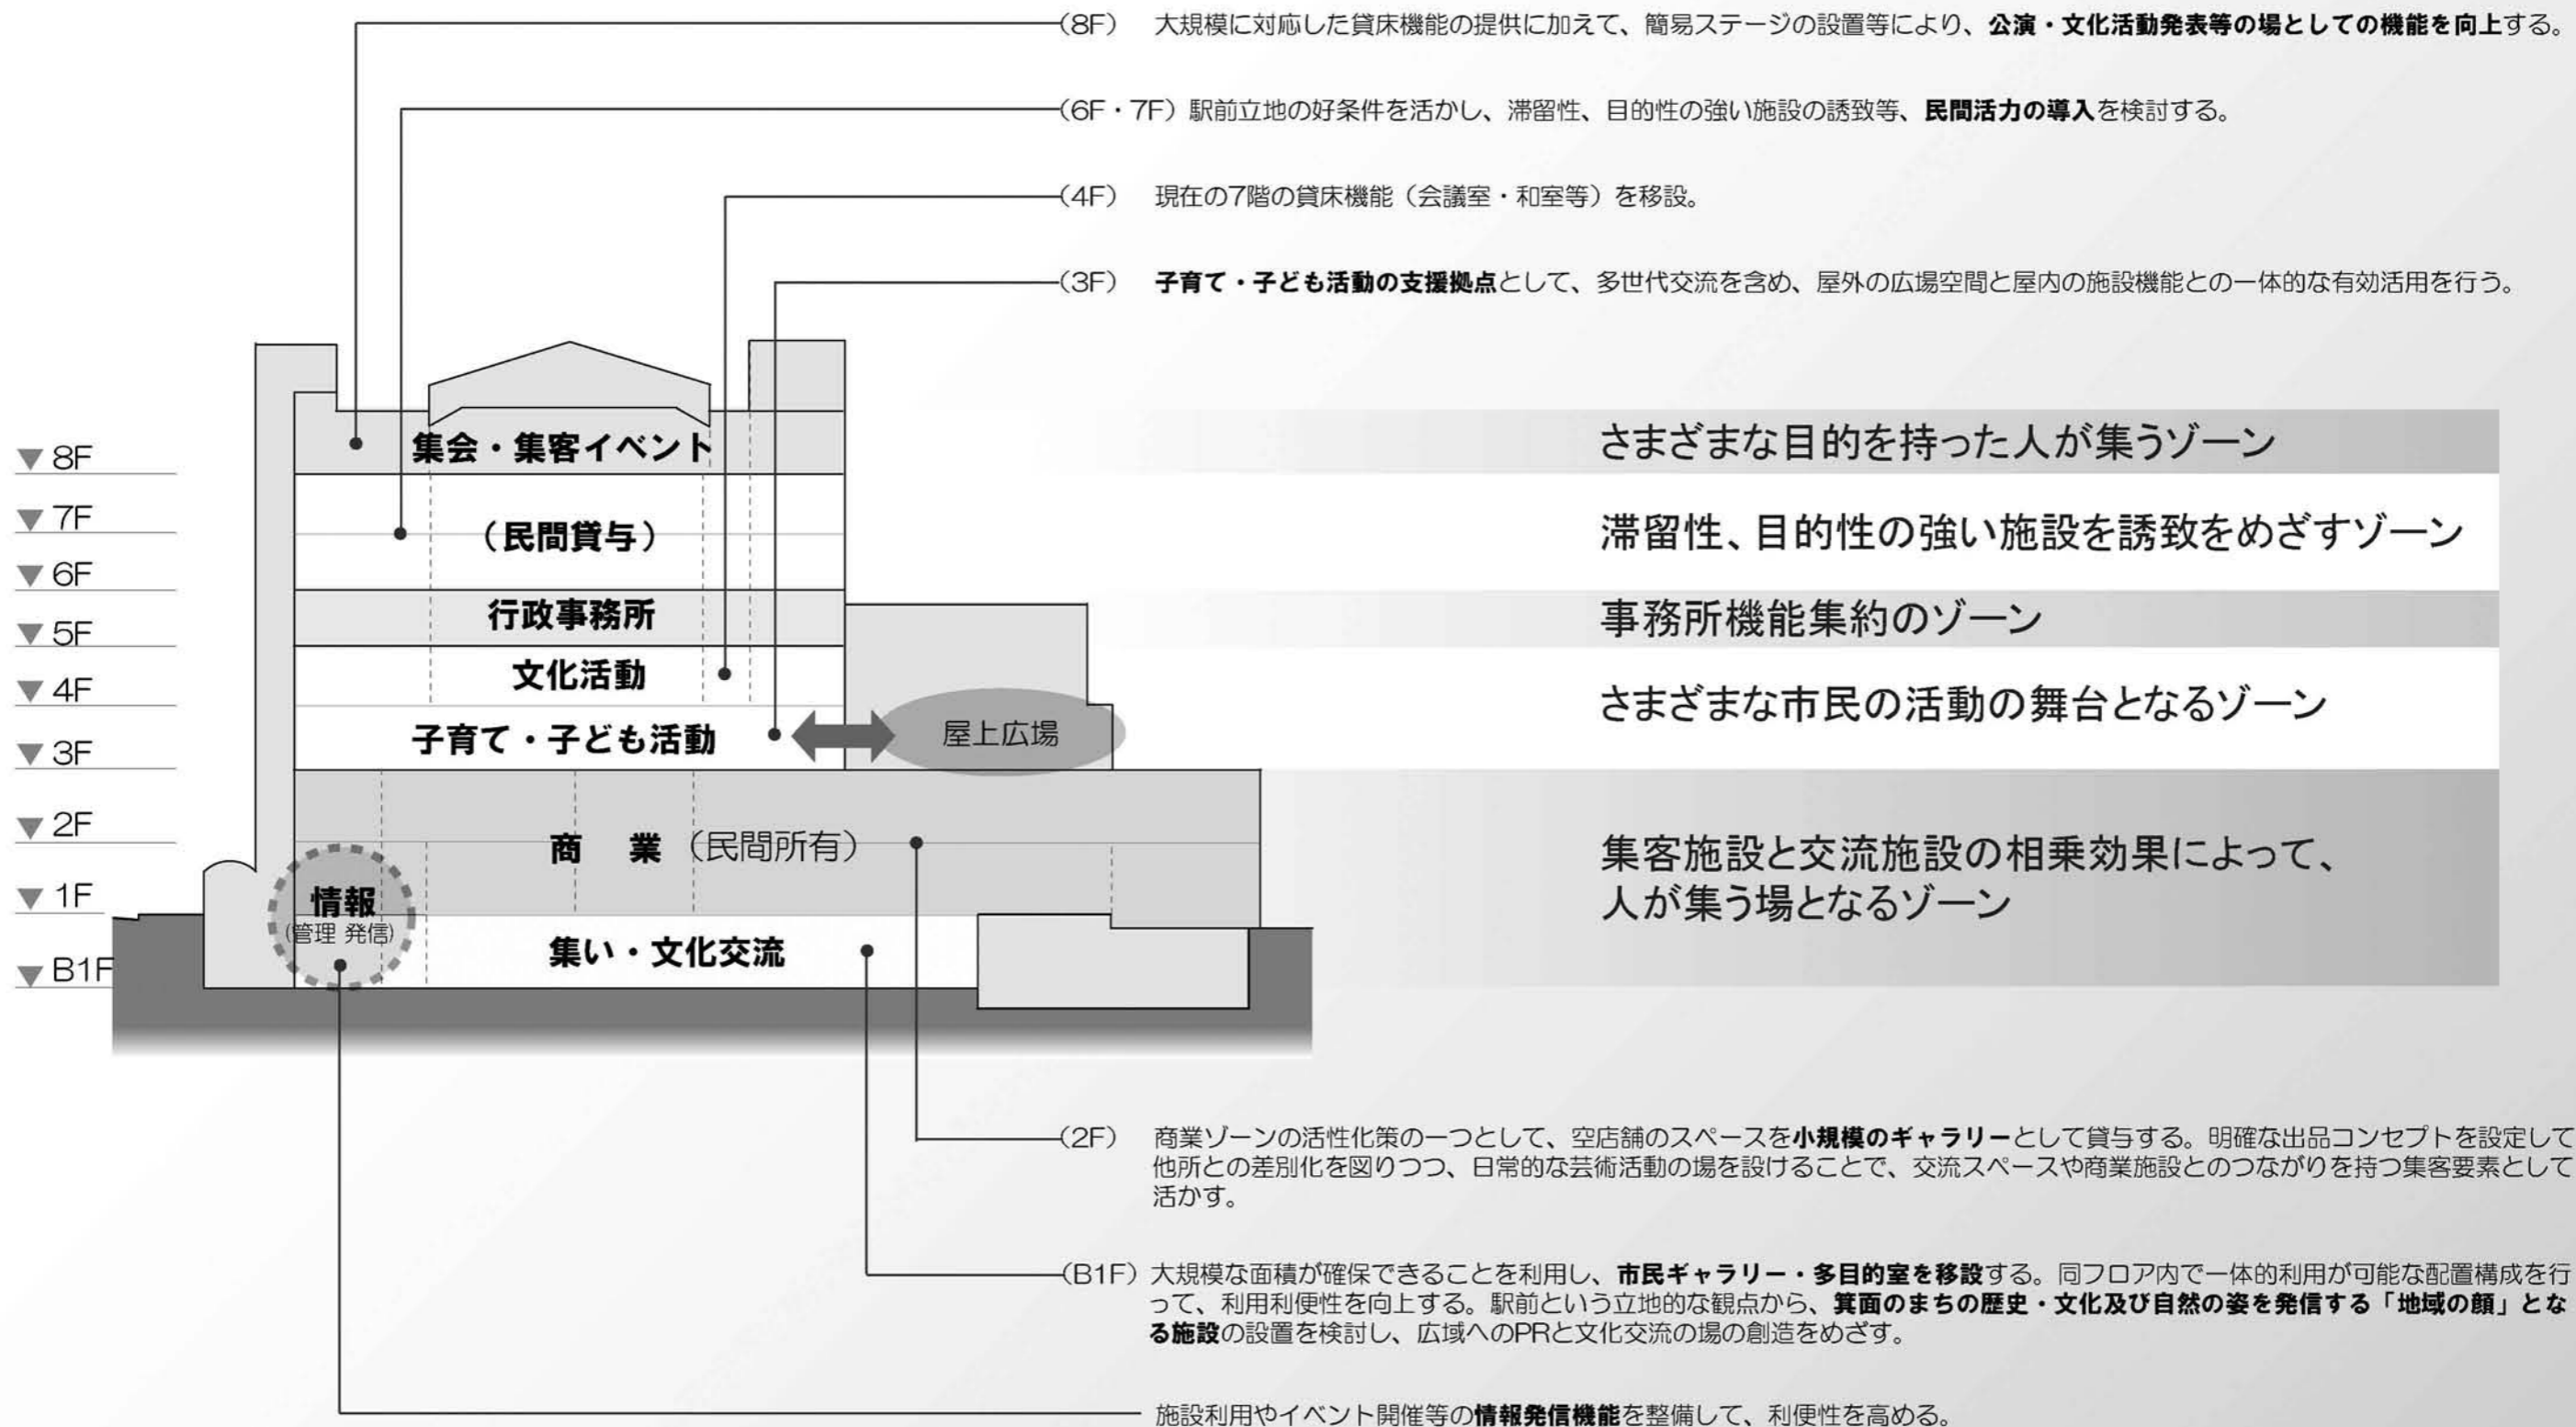 (8F) 大規模に対応した貸床機能の提供に加えて、簡易ステージの設置等により、公演・文化活動発表等の場としての機能を向上する。
(6F・7F) 駅前立地の好条件を活かし、滞留性、目的性の強い施設の誘致等、民間活力の導入を検討する。
(4F) 現在の7階の貸床機能(会議室・和室等)を移設。
(3F) 子育て・子ども活動の支援拠点として、多世代交流を含め、屋外の広場空間と屋内の施設機能との一体的な有効活用を行う。
▼8F
集会・集客イベント
さまざまな目的を持った人が集うゾーン
▼7F
(民間貸与)
滞留性、目的性の強い施設を誘致をめざすゾーン
▼6F
行政事務所
事務所機能集約のゾーン
▼5F
文化活動
▼4F
さまざまな市民の活動の舞台となるゾーン
子育て・子ども活動
屋上広場
▼3F
▼2F
商 業(民間所有)
集客施設と交流施設の相乗効果によって、
人が集う場となるゾーン
▼1F
情報
(管理 発信)
集い・文化交流
▼B1F
(2F) 商業ゾーンの活性化策の一つとして、空店舗のスペースを小規模のギャラリーとして貸与する。明確な出品コンセプトを設定して
他所との差別化を図りつつ、日常的な芸術活動の場を設けることで、交流スペースや商業施設とのつながりを持つ集客要素として
活かす。
(B1F) 大規模な面積が確保できることを利用し、市民ギャラリー・多目的室を移設する。同フロア内で一体的利用が可能な配置構成を行
って、利用利便性を向上する。駅前という立地的な観点から、箕面のまちの歴史・文化及び自然の姿を発信する「地域の顔」とな
る施設の設置を検討し、広域へのPRと文化交流の場の創造をめざす。
施設利用やイベント開催等の情報発信機能を整備して、利便性を高める。